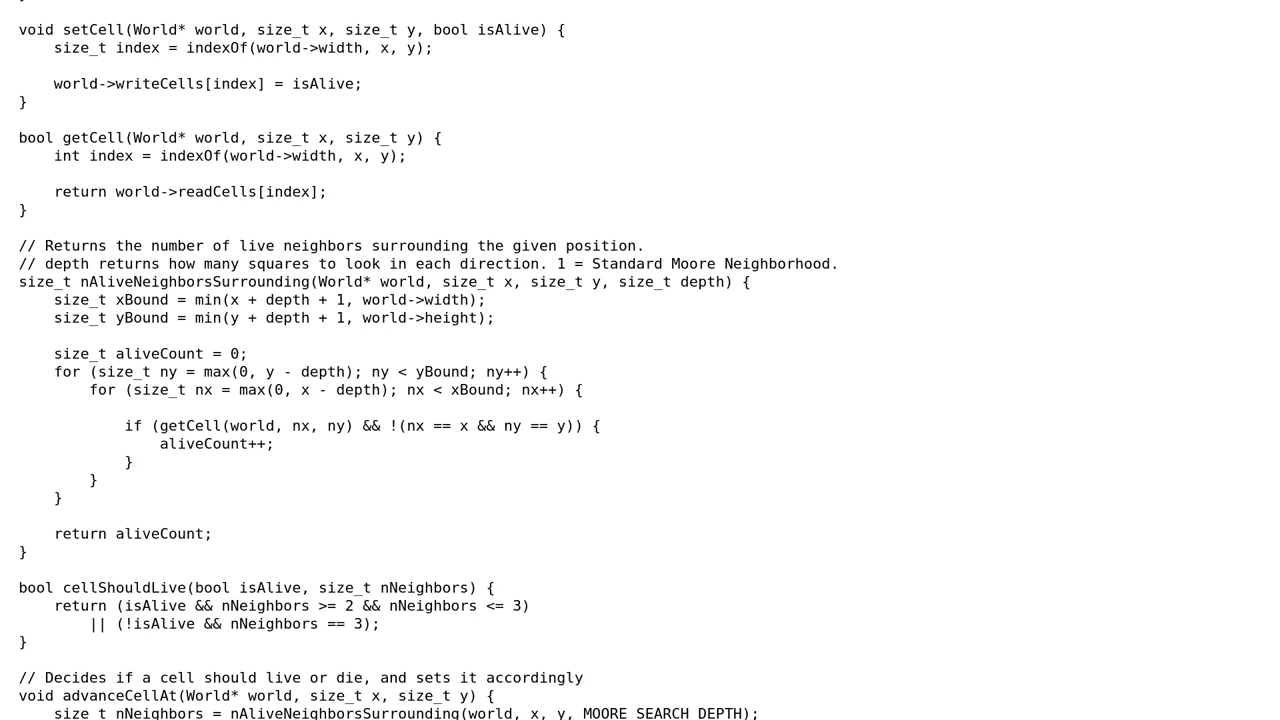 void setCell(World* world, size_t x, size_t y, bool isAlive) {
    size_t index = indexOf(world->width, x, y);

    world->writeCells[index] = isAlive;
}

bool getCell(World* world, size_t x, size_t y) {
    int index = indexOf(world->width, x, y);

    return world->readCells[index];
}

// Returns the number of live neighbors surrounding the given position.
// depth returns how many squares to look in each direction. 1 = Standard Moore Neighborhood.
size_t nAliveNeighborsSurrounding(World* world, size_t x, size_t y, size_t depth) {
    size_t xBound = min(x + depth + 1, world->width);
    size_t yBound = min(y + depth + 1, world->height);

    size_t aliveCount = 0;
    for (size_t ny = max(0, y - depth); ny < yBound; ny++) {
        for (size_t nx = max(0, x - depth); nx < xBound; nx++) {

            if (getCell(world, nx, ny) && !(nx == x && ny == y)) {
                aliveCount++;
            }
        }
    }

    return aliveCount;
}

bool cellShouldLive(bool isAlive, size_t nNeighbors) {
    return (isAlive && nNeighbors >= 2 && nNeighbors <= 3)
        || (!isAlive && nNeighbors == 3);
}

// Decides if a cell should live or die, and sets it accordingly
void advanceCellAt(World* world, size_t x, size_t y) {
    size_t nNeighbors = nAliveNeighborsSurrounding(world, x, y, MOORE_SEARCH_DEPTH);